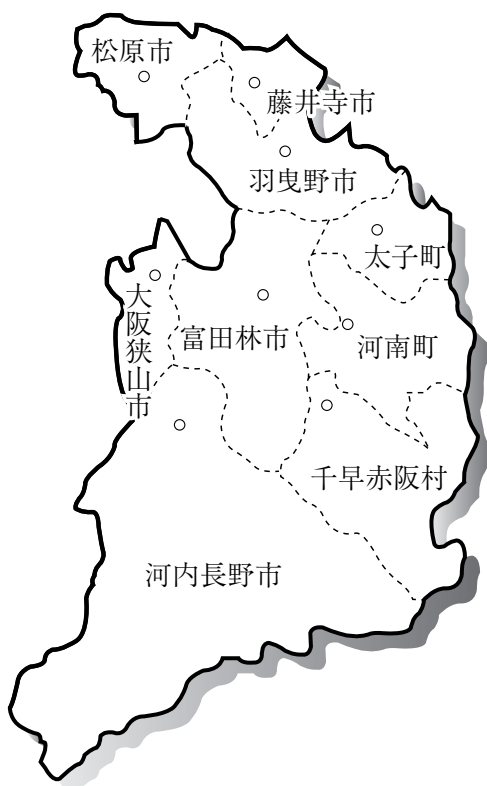 松原市
藤井寺市
羽曳野市
太子町
大阪狭山市
富田林市
河南町
千早赤阪村
河内長野市